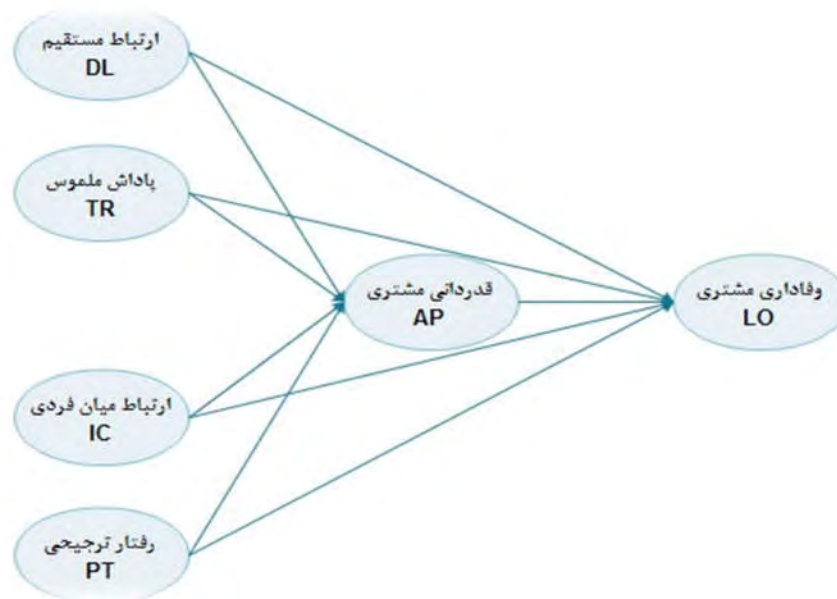 ارتباط مستقیم
DL
پاداش ملموس
TR
قدردانی مشتری
AP
وفاداری مشتری
LO
ارتباط میان فردی
IC
رفتار ترجیحی
PT